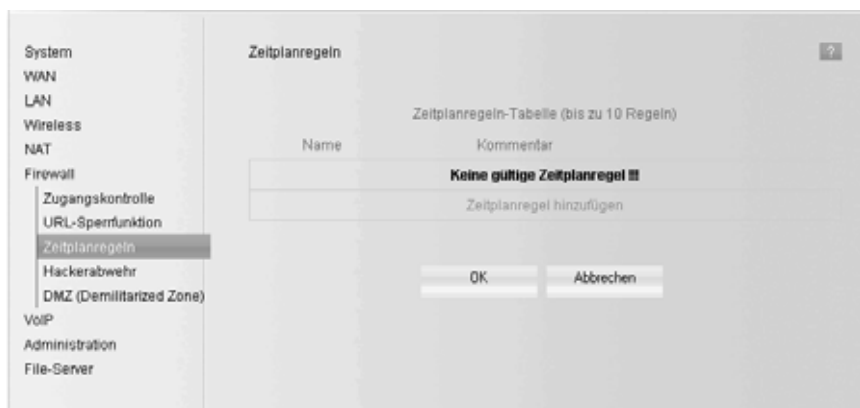 System
WAN
LAN
Wireless
NAT
Firewall
Zugangskontrolle
URL-Sperrfunktion
Zeitplanregeln
Hackerabwehr
DMZ (Demilitarized Zone)
VoIP
Administration
File-Server
Zeitplanregeln
?
Zeitplanregeln-Tabelle (bis zu 10 Regeln)
Name Kommentar
Keine gültige Zeitplanregel !!!
Zeitplanregel hinzufügen
OK Abbrechen